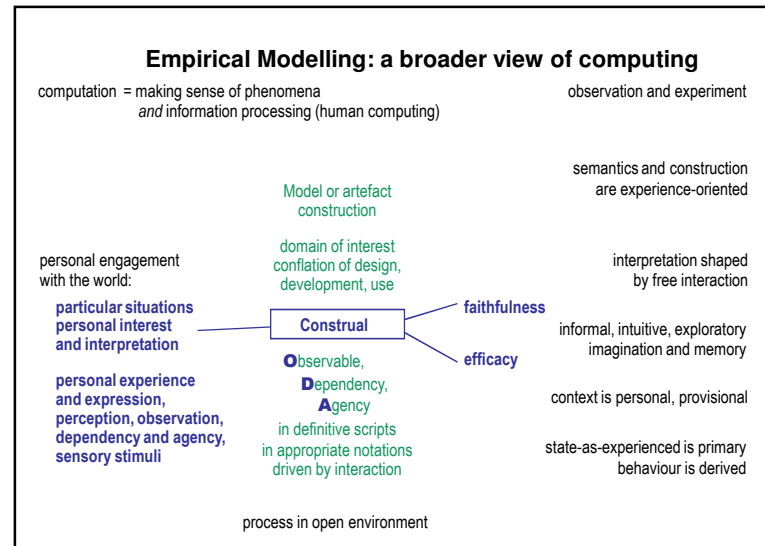 Empirical Modelling: a broader view of computing
computation = making sense of phenomena
and information processing (human computing)
observation and experiment
semantics and construction
are experience-oriented
Model or artefact
construction
domain of interest
conflation of design,
development, use
personal engagement
with the world:
interpretation shaped
by free interaction
particular situations
personal interest
and interpretation
Construal
faithfulness
efficacy
informal, intuitive, exploratory
imagination and memory
Observable,
Dependency,
Agency
personal experience
and expression,
perception, observation,
dependency and agency,
sensory stimuli
context is personal, provisional
in definitive scripts
in appropriate notations
driven by interaction
state-as-experienced is primary
behaviour is derived
process in open environment